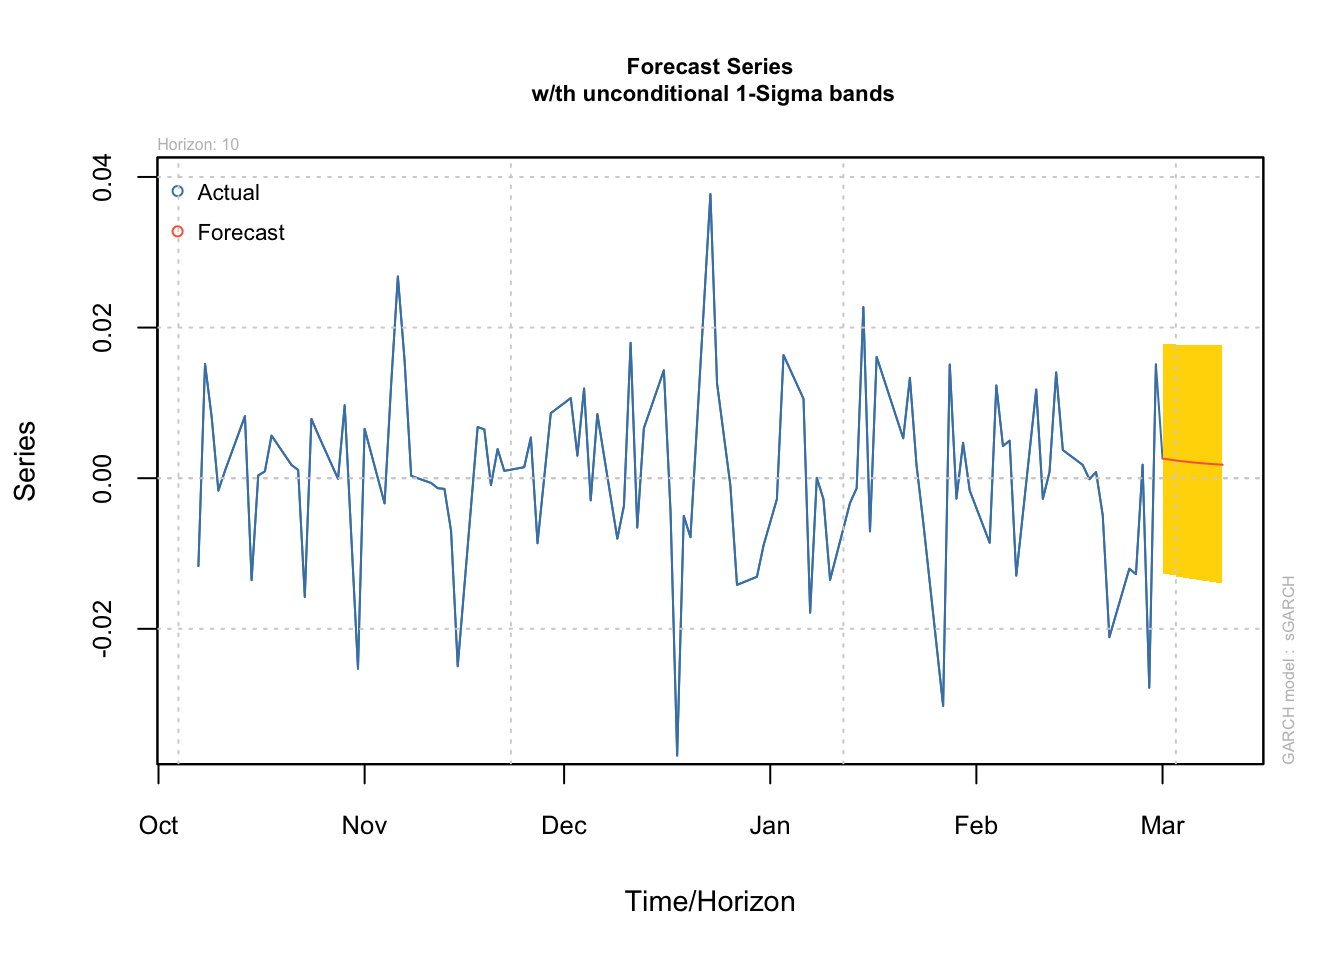 Forecast Series
w/th unconditional 1-Sigma bands
Horizon: 10
Actual
Forecast
0.04
0.02
0.00
-0.02
Series
Oct
Nov
Dec
Jan
Feb
Mar
Time/Horizon
GARCH model : sGARCH